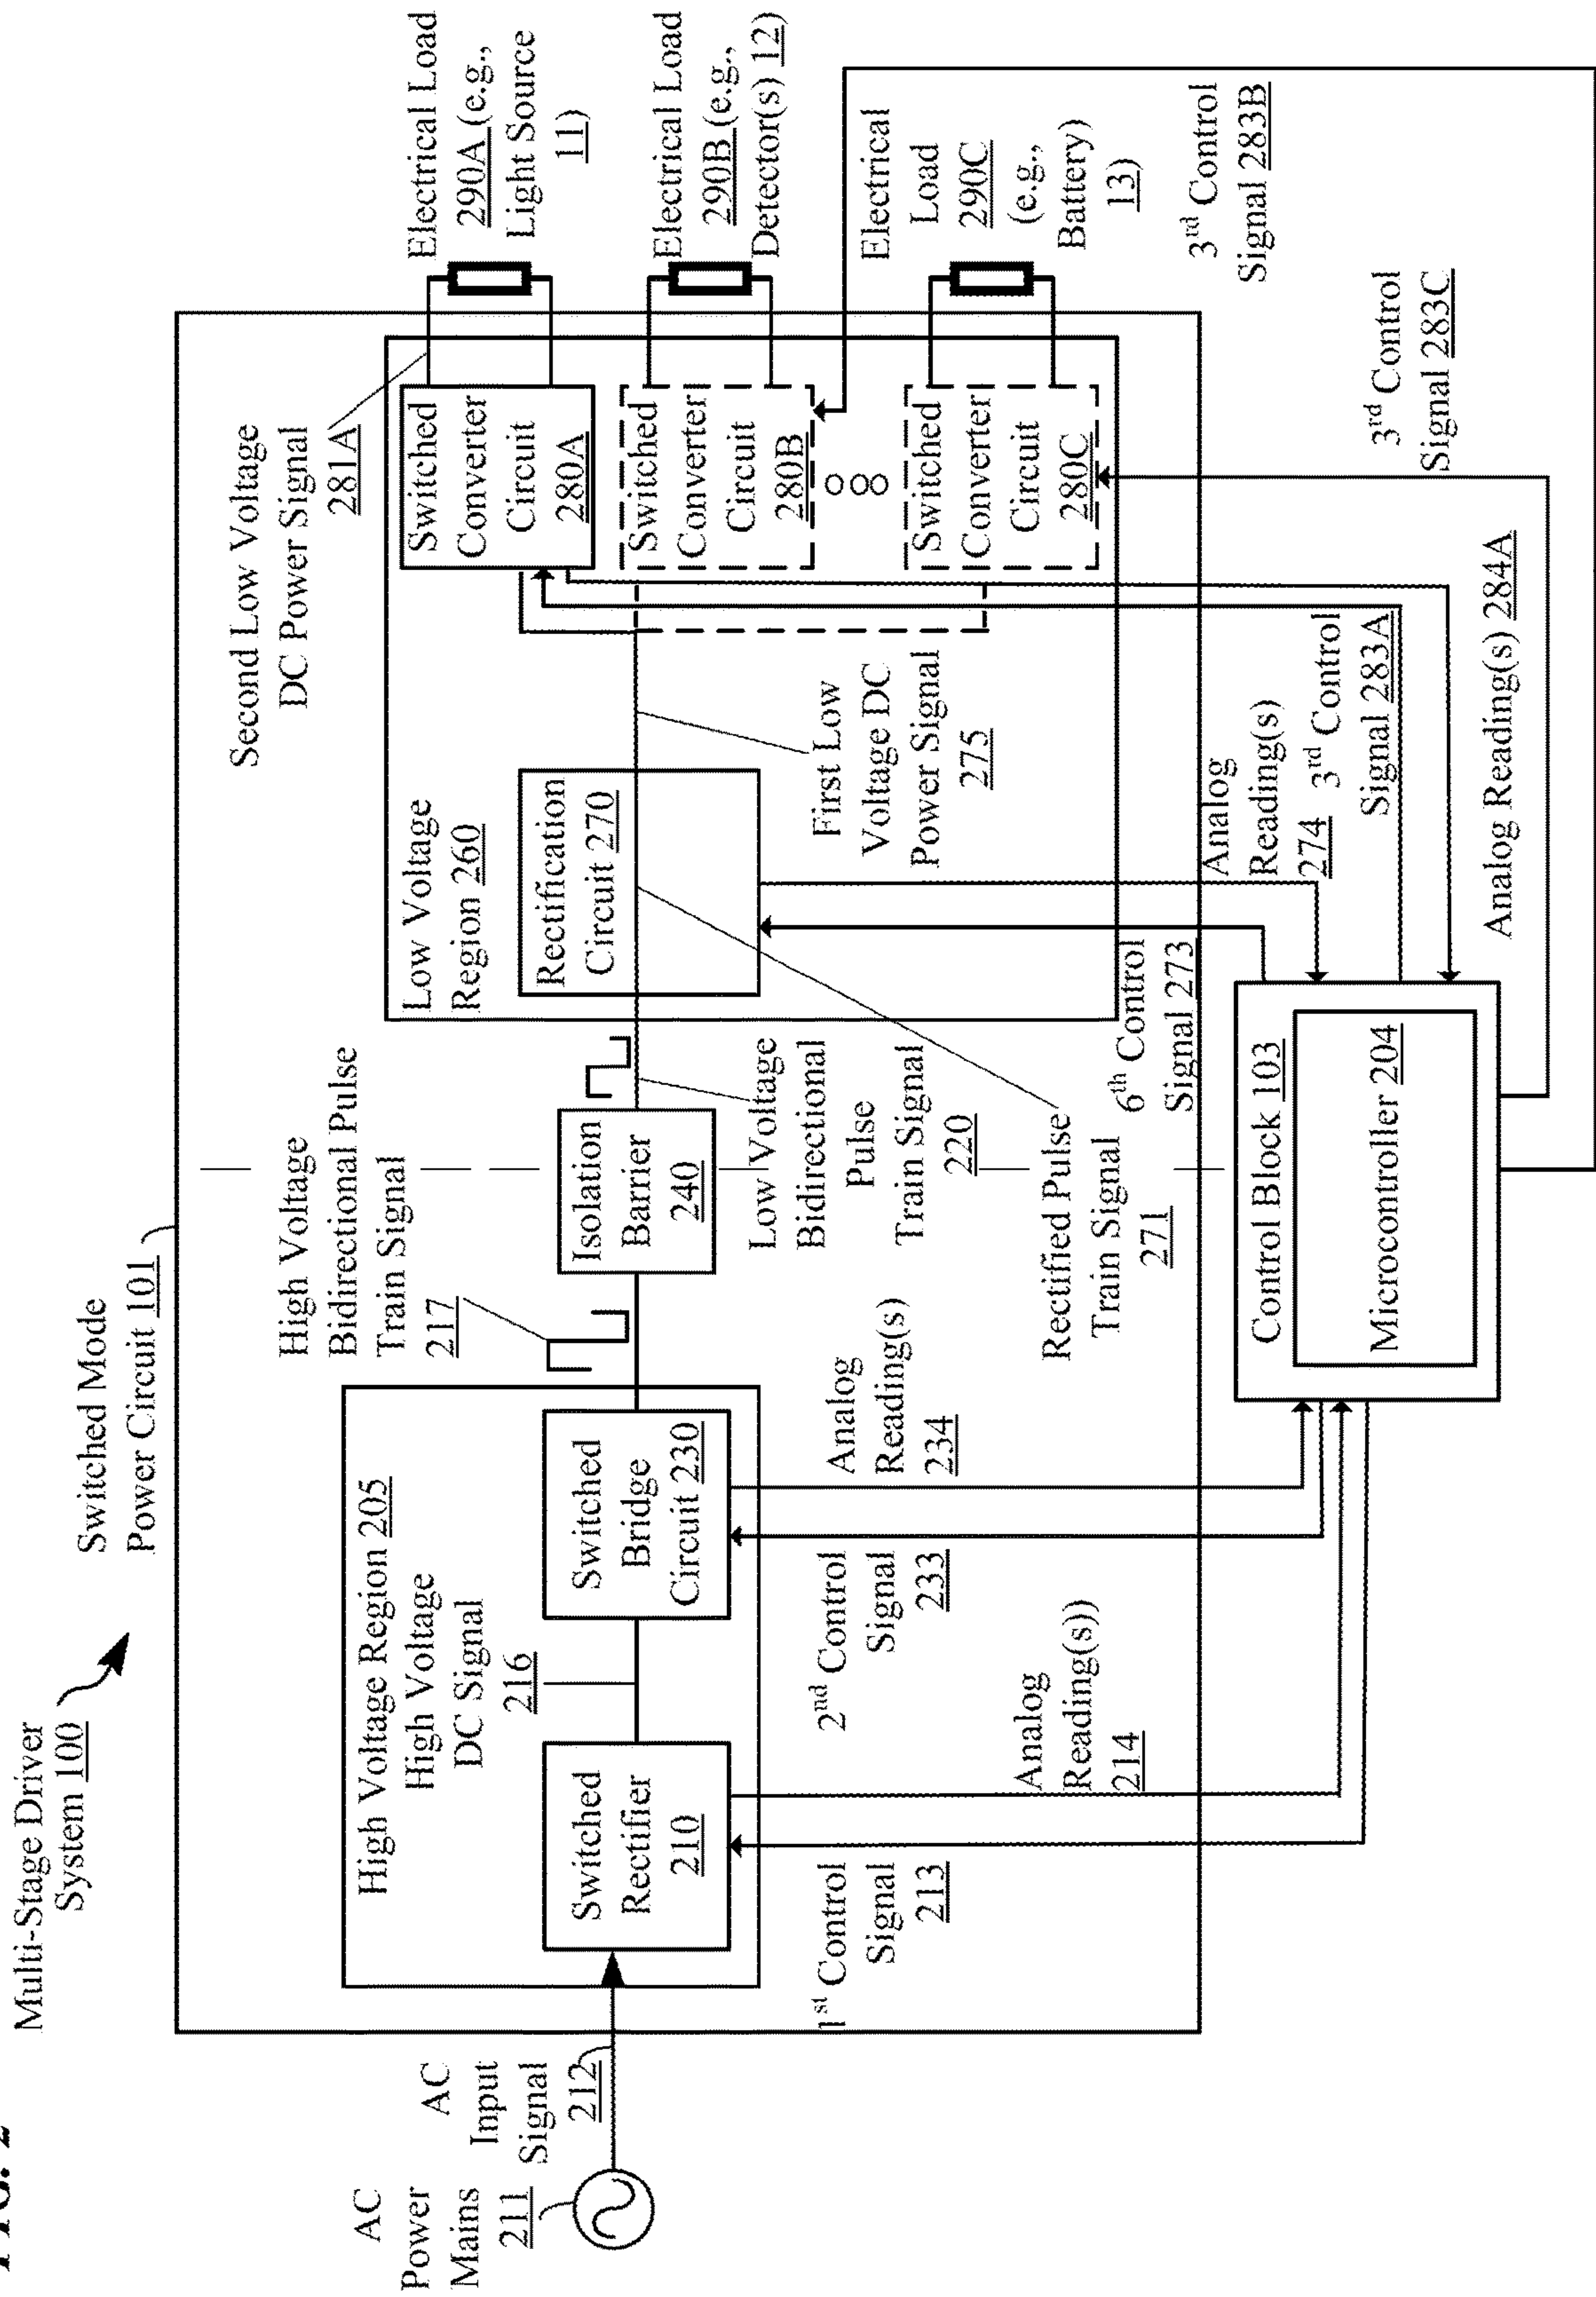 FIG. 2
Multi-Stage Driver
System 100
Switched Mode
Power Circuit 101
AC
Power
Mains
211
AC
Input
Signal
212
High Voltage Region 205
High Voltage
DC Signal
216
Switched
Rectifier
210
Switched
Bridge
Circuit 230
High Voltage
Bidirectional Pulse
Train Signal
217
Isolation
Barrier
240
Low Voltage
Bidirectional
Pulse
Train Signal
220
Low Voltage
Region 260
Rectification
Circuit 270
Rectified Pulse
Train Signal
271
First Low
Voltage DC
Power Signal
275
Second Low Voltage
DC Power Signal
281A
Switched
Converter
Circuit
280A
Switched
Converter
Circuit
280B
Switched
Converter
Circuit
280C
Electrical Load
290A (e.g.,
Light Source
11)
Electrical Load
290B (e.g.,
Detector(s) 12)
Electrical
Load
290C
(e.g.,
Battery)
13)
1st Control
Signal
213
Analog
Reading(s))
214
2nd Control
Signal
233
Analog
Reading(s)
234
6th Control
Signal 273
Analog
Reading(s)
274
3rd Control
Signal 283A
Analog Reading(s) 284A
3rd Control
Signal 283C
3rd Control
Signal 283B
Control Block 103
Microcontroller 204